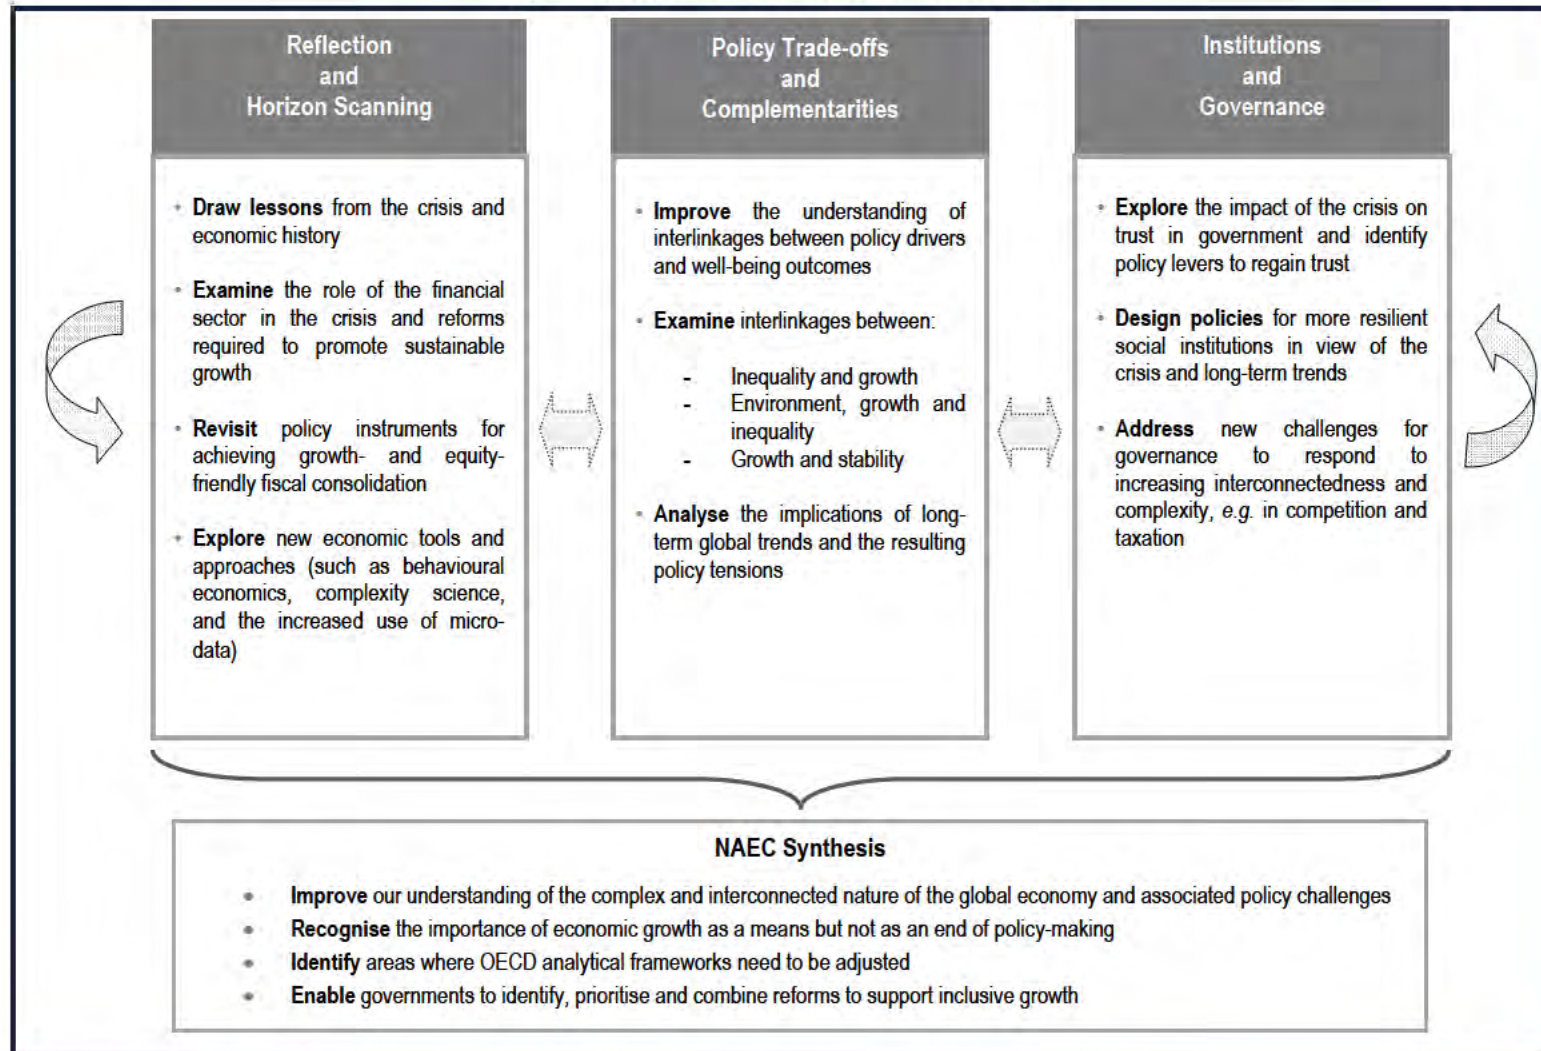 Reflection
and
Horizon Scanning
Draw lessons from the crisis and
economic history
Examine the role of the financial
sector in the crisis and reforms
required to promote sustainable
growth
Revisit policy instruments for
achieving growth- and equity-
friendly fiscal consolidation
Explore new economic tools and
approaches (such as behavioural
economics, complexity science,
and the increased use of micro-
data)
Policy Trade-offs
and
Complementarities
Improve the understanding of
interlinkages between policy drivers
and well-being outcomes
Examine interlinkages between:
- Inequality and growth
- Environment, growth and
inequality
- Growth and stability
Analyse the implications of long-
term global trends and the resulting
policy tensions
Institutions
and
Governance
Explore the impact of the crisis on
trust in government and identify
policy levers to regain trust
Design policies for more resilient
social institutions in view of the
crisis and long-term trends
Address new challenges for
governance to respond to
increasing interconnectedness and
complexity, e.g. in competition and
taxation
NAEC Synthesis
Improve our understanding of the complex and interconnected nature of the global economy and associated policy challenges
Recognise the importance of economic growth as a means but not as an end of policy-making
Identify areas where OECD analytical frameworks need to be adjusted
Enable governments to identify, prioritise and combine reforms to support inclusive growth